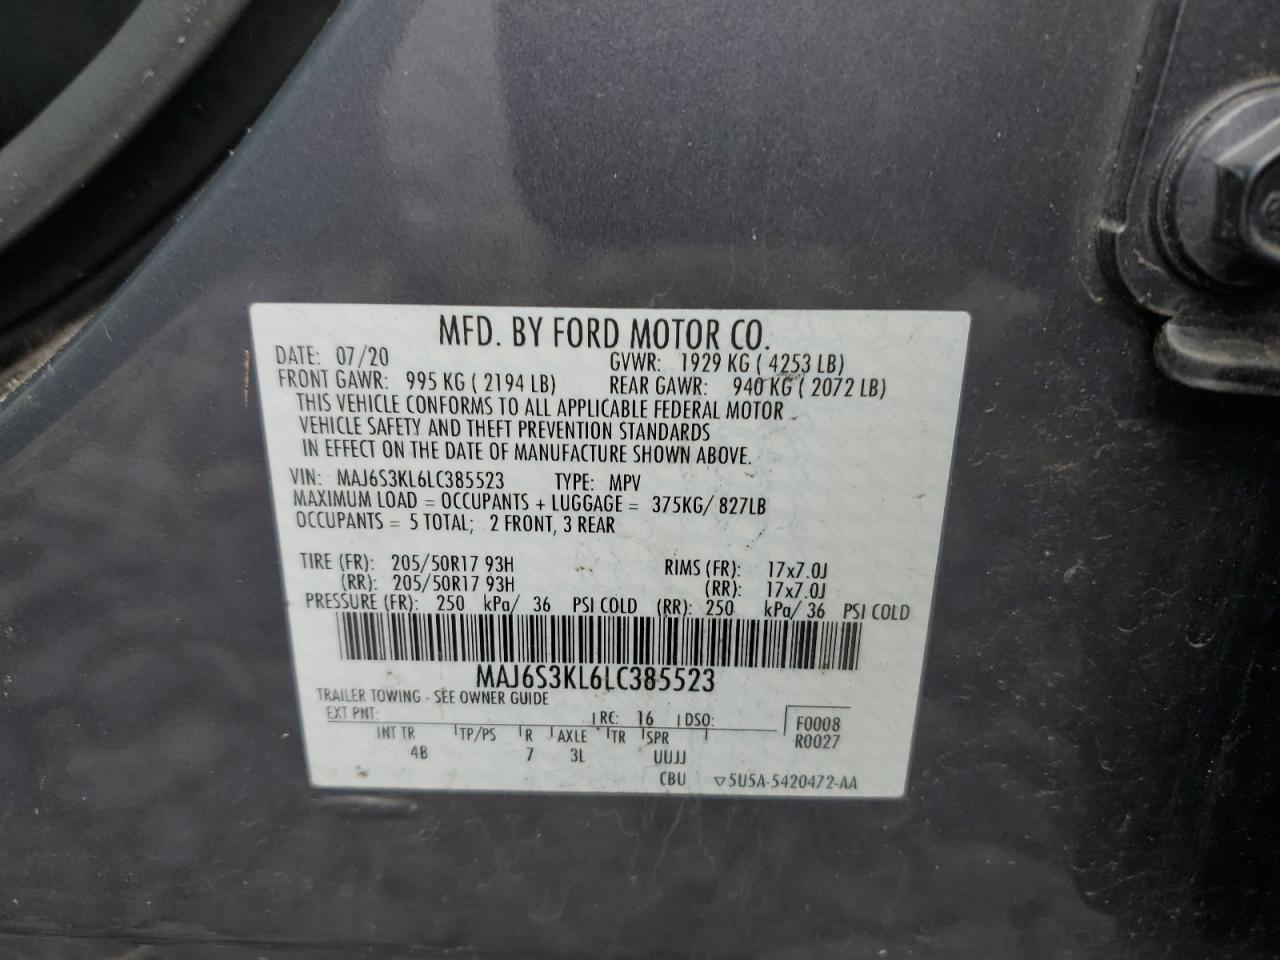 MFD. BY FORD MOTOR CO.
DATE: 07/20 GVWR: 1929 KG ( 4253 LB)
FRONT GAWR: 995 KG ( 2194 LB) REAR GAWR: 940 KG ( 2072 LB)
THIS VEHICLE CONFORMS TO ALL APPLICABLE FEDERAL MOTOR
VEHICLE SAFETY AND THEFT PREVENTION STANDARDS
IN EFFECT ON THE DATE OF MANUFACTURE SHOWN ABOVE.
VIN: MAJ6S3KL6LC385523 TYPE: MPV
MAXIMUM LOAD = OCCUPANTS + LUGGAGE = 375KG/ 827LB
OCCUPANTS = 5 TOTAL; 2 FRONT, 3 REAR
TIRE (FR): 205/50R17 93H RIMS (FR): 17x7.0J
(RR): 205/50R17 93H (RR): 17x7.0J
PRESSURE (FR): 250 kPa/ 36 PSI COLD (RR): 250 kPa/ 36 PSI COLD
MAJ6S3KL6LC385523
TRAILER TOWING - SEE OWNER GUIDE
EXT PNT: RC: 16 DSO: F0008
INT TR TP/PS R AXLE TR SPR R0027
4B 7 3L UUJJ
CBU ▽5U5A-5420472-AA